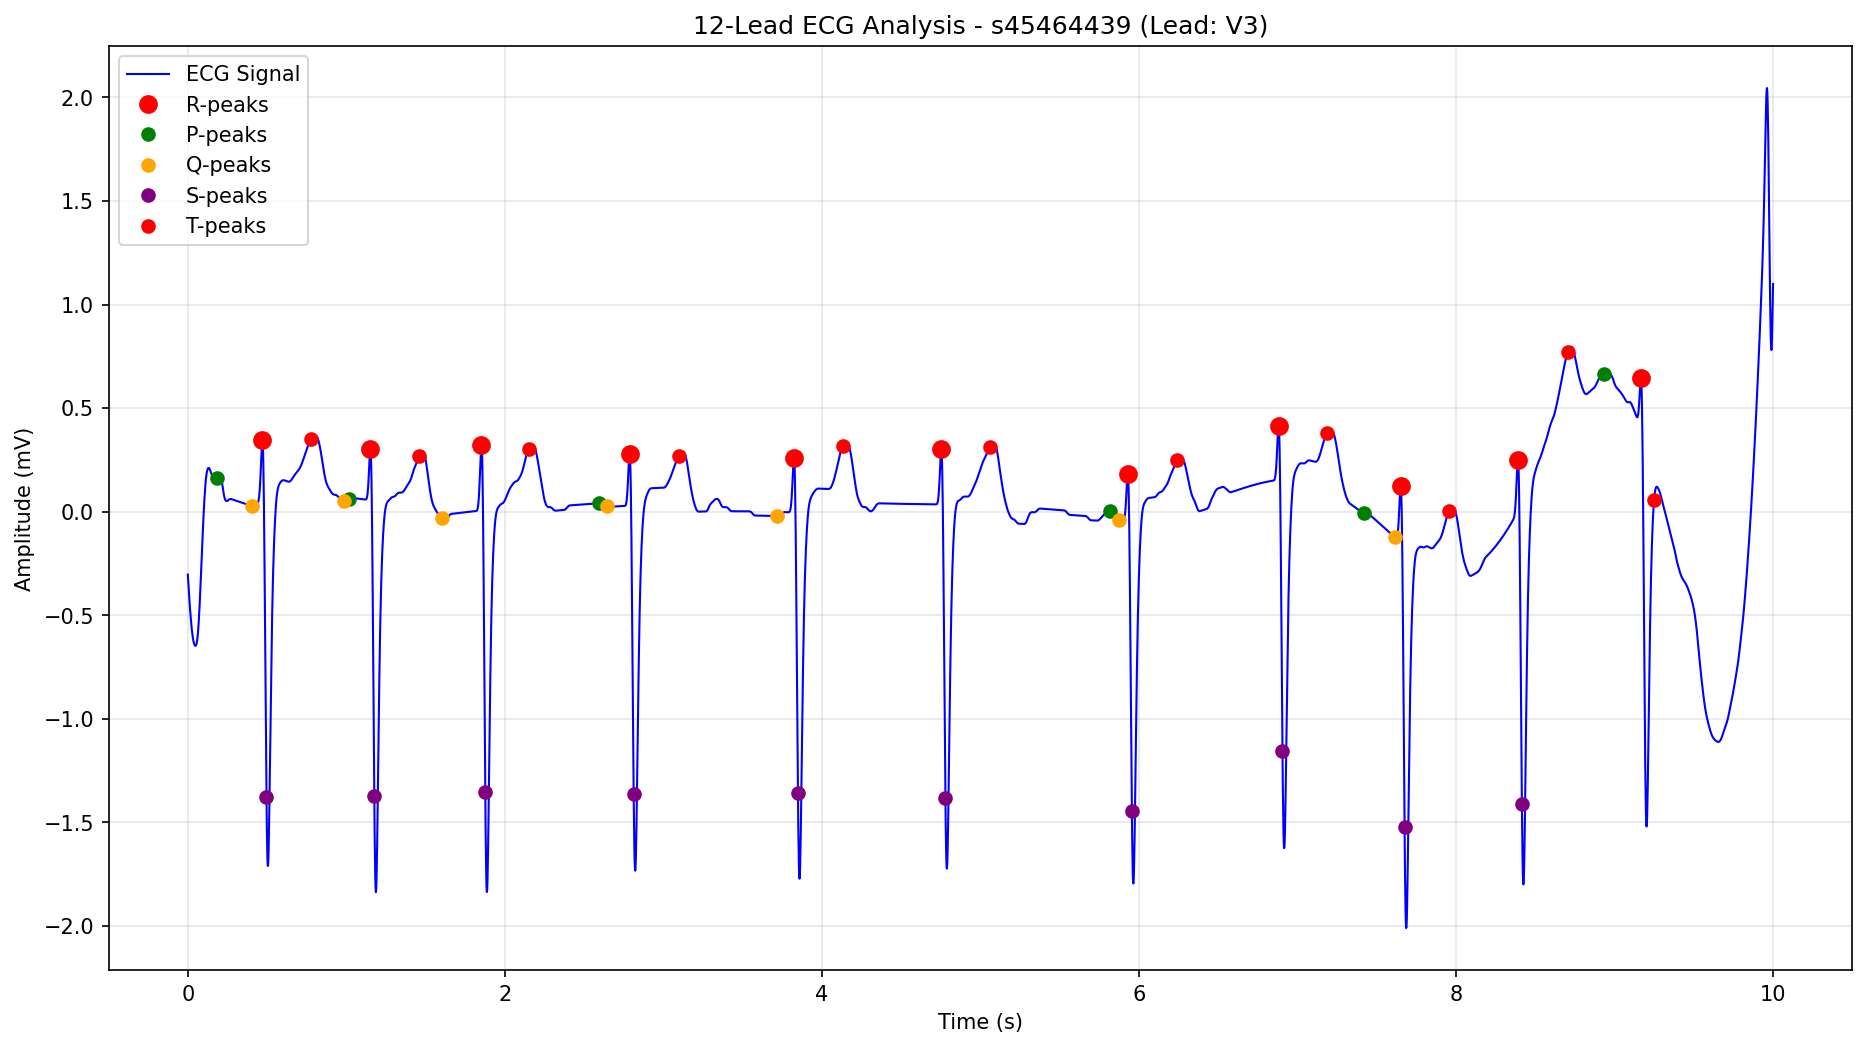 12-Lead ECG Analysis - s45464439 (Lead: V3)
ECG Signal
R-peaks
P-peaks
Q-peaks
S-peaks
T-peaks
Amplitude (mV)
2.0
1.5
1.0
0.5
0.0
−0.5
−1.0
−1.5
−2.0
0
2
4
6
8
10
Time (s)